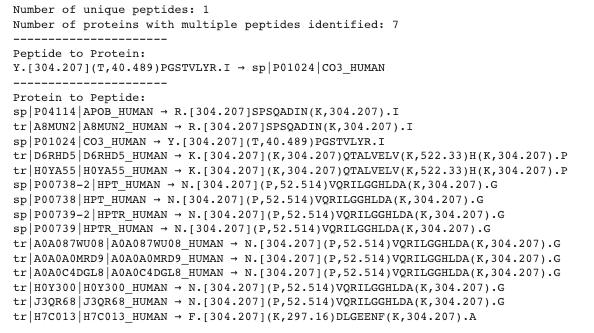 Number of unique peptides: 1
Number of proteins with multiple peptides identified: 7
----------------------
Peptide to Protein:
Y.[304.207](T,40.489)PGSTVLYR.I → sp|P01024|CO3_HUMAN
----------------------
Protein to Peptide:
sp|P04114|APOB_HUMAN → R.[304.207]SPSQADIN(K,304.207).I
tr|A8MUN2|A8MUN2_HUMAN → R.[304.207]SPSQADIN(K,304.207).I
sp|P01024|CO3_HUMAN → Y.[304.207](T,40.489)PGSTVLYR.I
tr|D6RHD5|D6RHD5_HUMAN → K.[304.207](K,304.207)QTALVELV(K,522.33)H(K,304.207).P
tr|H0YA55|H0YA55_HUMAN → K.[304.207](K,304.207)QTALVELV(K,522.33)H(K,304.207).P
sp|P00738-2|HPT_HUMAN → N.[304.207](P,52.514)VQRILGGHLDA(K,304.207).G
sp|P00738|HPT_HUMAN → N.[304.207](P,52.514)VQRILGGHLDA(K,304.207).G
sp|P00739-2|HPTR_HUMAN → N.[304.207](P,52.514)VQRILGGHLDA(K,304.207).G
sp|P00739|HPTR_HUMAN → N.[304.207](P,52.514)VQRILGGHLDA(K,304.207).G
tr|A0A087WU08|A0A087WU08_HUMAN → N.[304.207](P,52.514)VQRILGGHLDA(K,304.207).G
tr|A0A0A0MRD9|A0A0A0MRD9_HUMAN → N.[304.207](P,52.514)VQRILGGHLDA(K,304.207).G
tr|A0A0C4DGL8|A0A0C4DGL8_HUMAN → N.[304.207](P,52.514)VQRILGGHLDA(K,304.207).G
tr|H0Y300|H0Y300_HUMAN → N.[304.207](P,52.514)VQRILGGHLDA(K,304.207).G
tr|J3QR68|J3QR68_HUMAN → N.[304.207](P,52.514)VQRILGGHLDA(K,304.207).G
tr|H7C013|H7C013_HUMAN → F.[304.207](K,297.16)DLGEENF(K,304.207).A